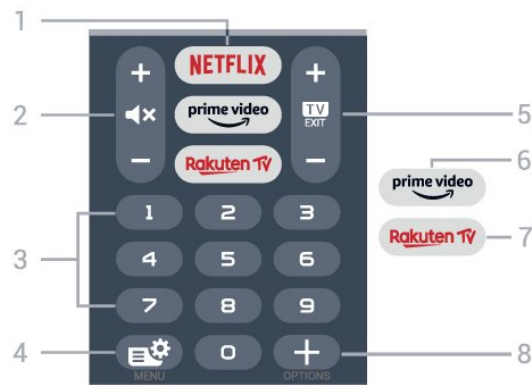 1
NETFLIX
+
+
2
prime video
TV
EXIT
5
−
−
Rakuten TV
6
prime video
Rakuten TV
7
3
1 2 3
4 5 6
7 8 9
4
0
+
8
MENU
OPTIONS